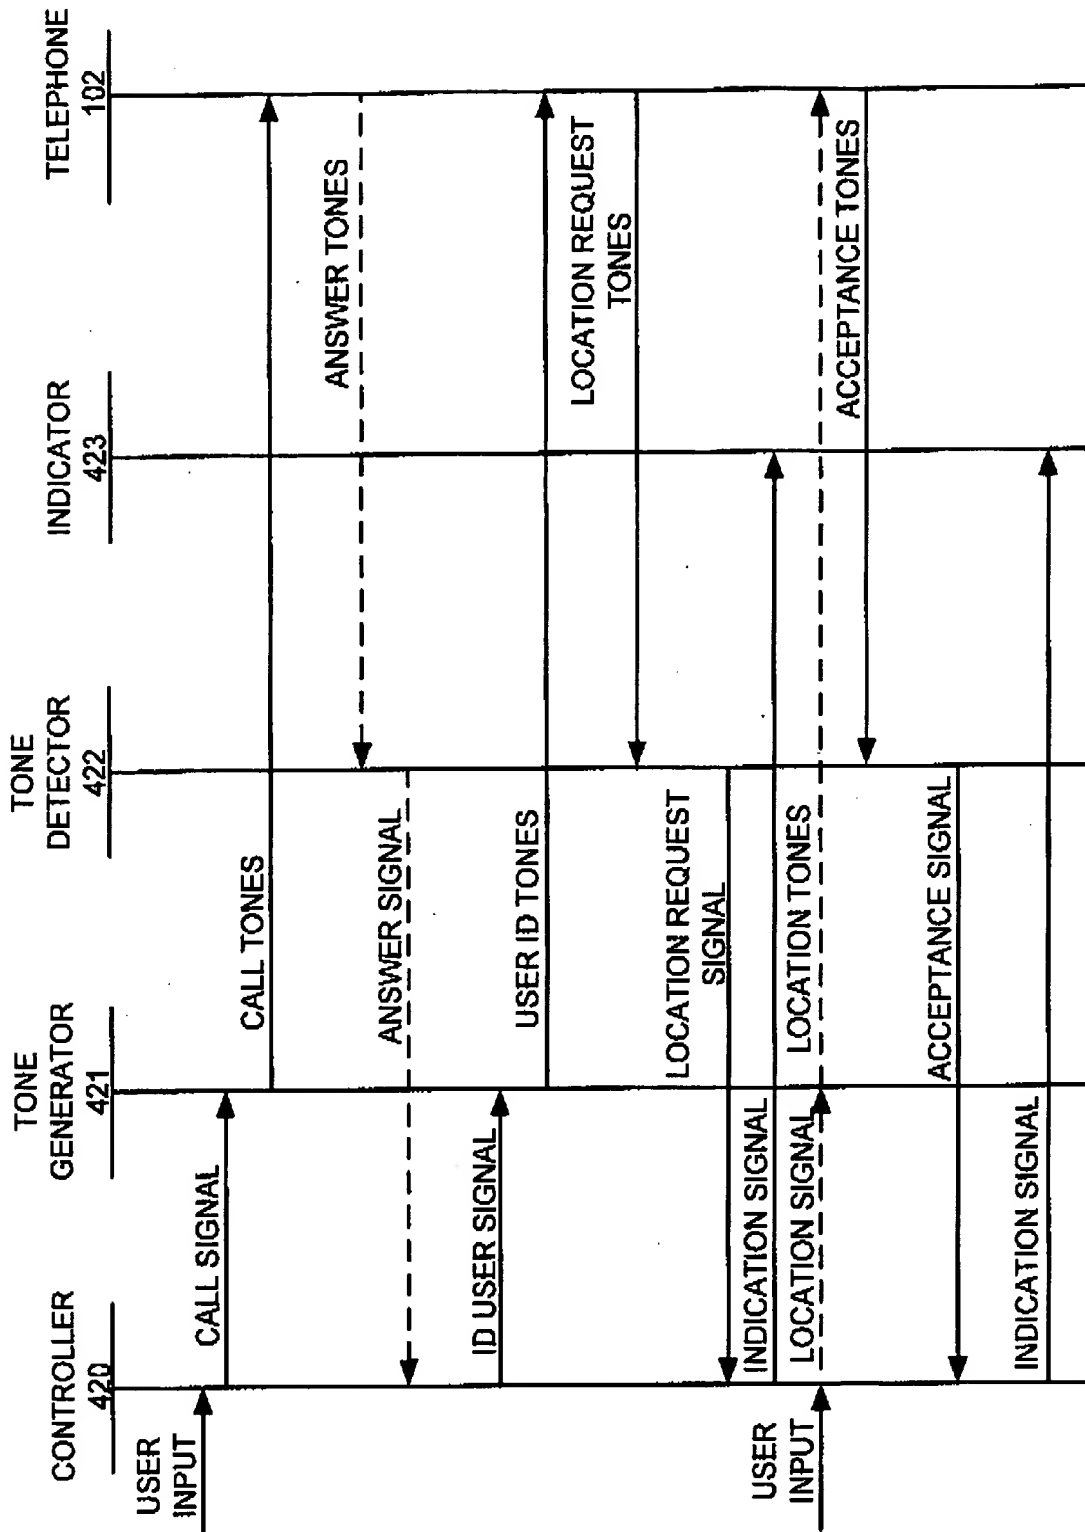 CONTROLLER
420
TONE
GENERATOR
421
TONE
DETECTOR
422
INDICATOR
423
TELEPHONE
102
USER
INPUT
CALL SIGNAL
CALL TONES
ANSWER TONES
ANSWER SIGNAL
ID USER SIGNAL
USER ID TONES
LOCATION REQUEST
TONES
LOCATION REQUEST
SIGNAL
INDICATION SIGNAL
USER
INPUT
LOCATION SIGNAL
LOCATION TONES
ACCEPTANCE TONES
ACCEPTANCE SIGNAL
INDICATION SIGNAL